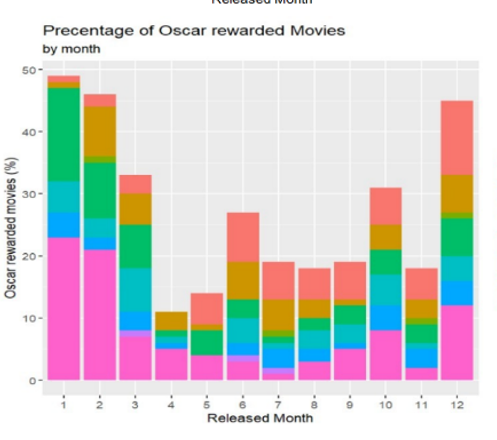 Released Month
Precentage of Oscar rewarded Movies
by month
Oscar rewarded movies (%)
50
40
30
20
10
0
1 2 3 4 5 6 7 8 9 10 11 12
Released Month